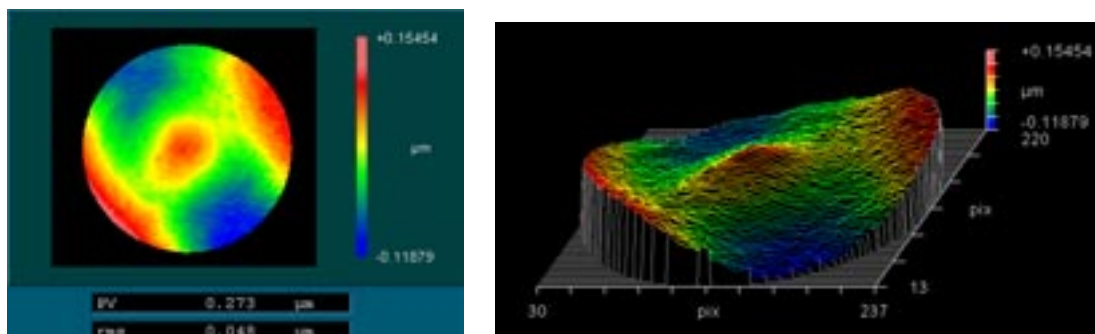 +0.15454
µm
-0.11879
PV 0.273 µm
rms 0.048 µm
+0.15454
µm
-0.11879
220
pix
13
30 pix 237